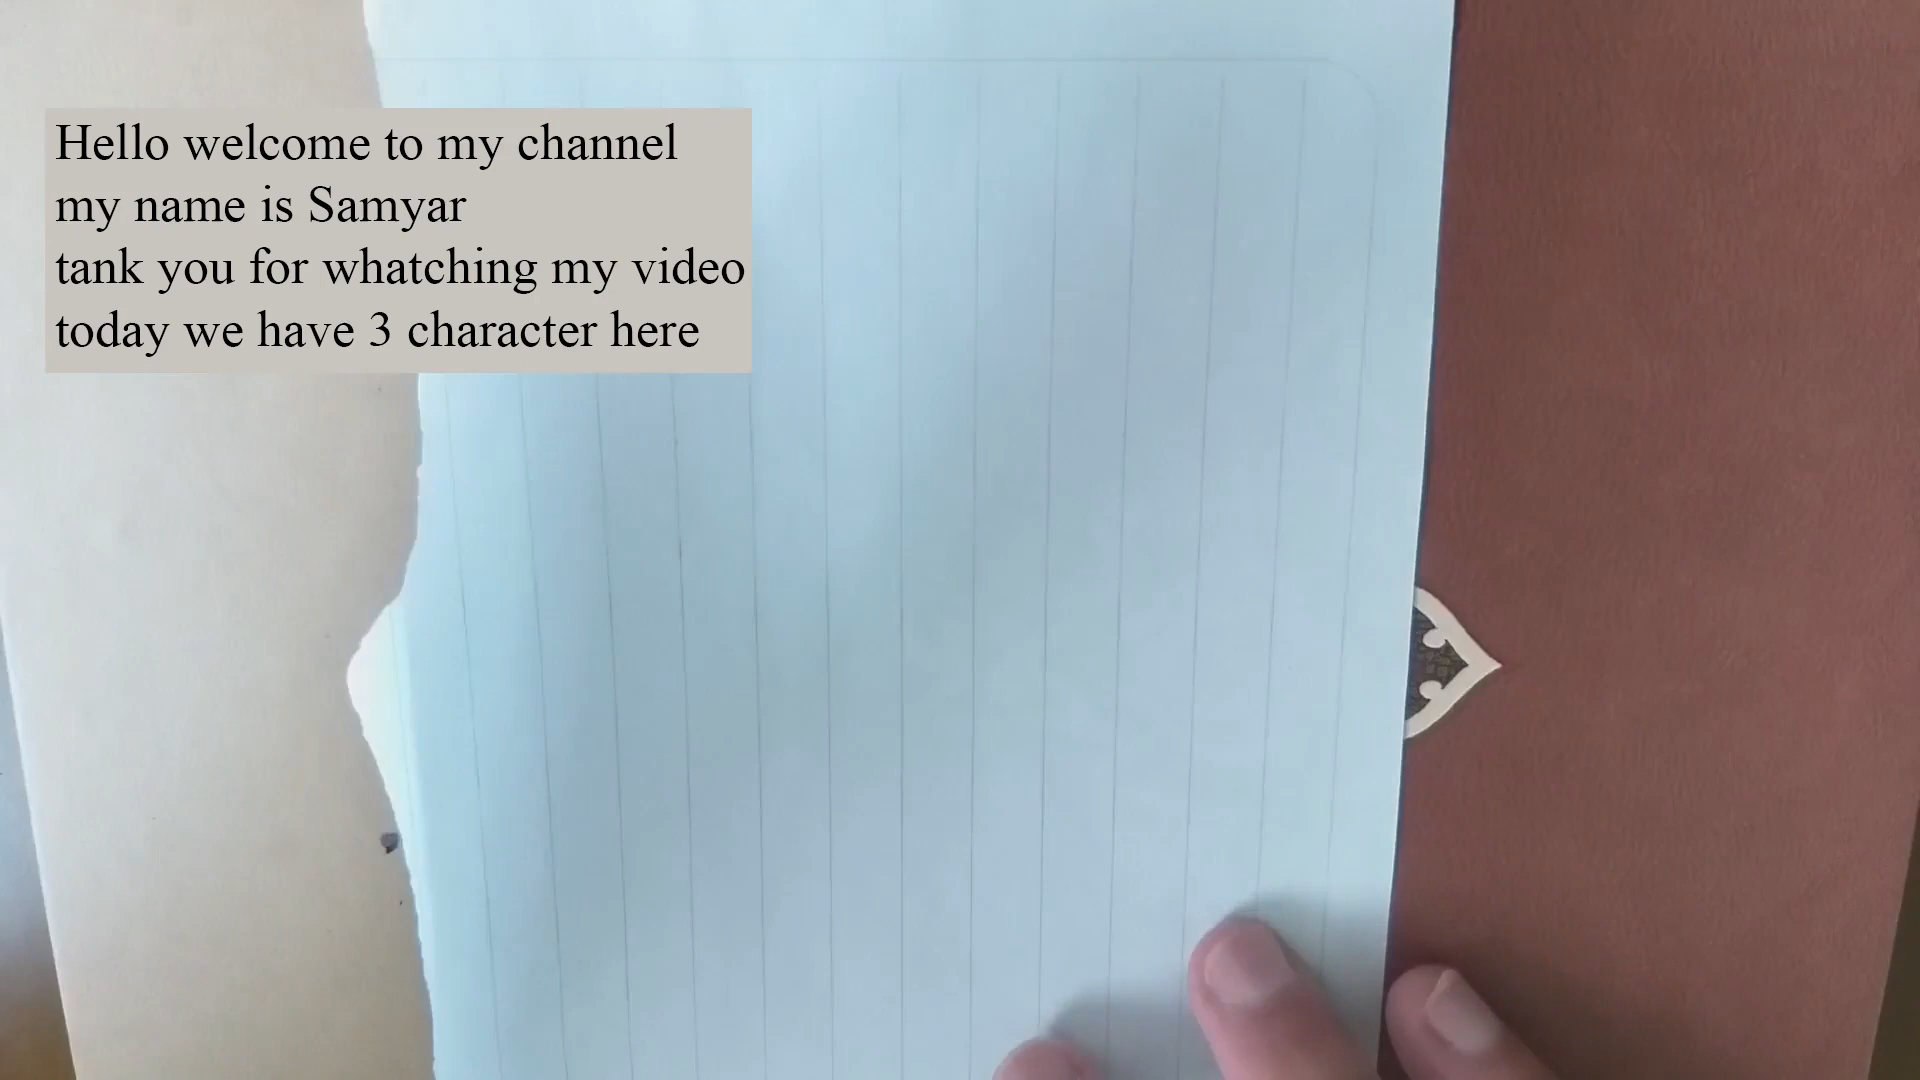 Hello welcome to my channel
my name is Samyar
tank you for whatching my video
today we have 3 character here